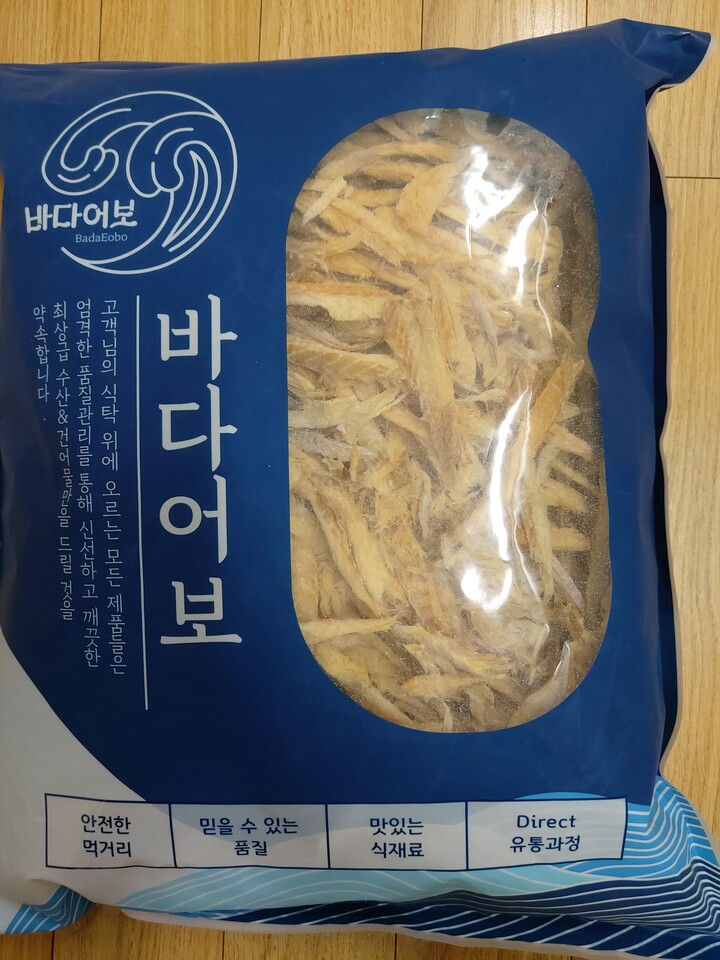 바다어보
BadaEobo
바다어보
고객님의 식탁 위에 오르는 모든 제품들은
엄격한 품질관리를 통해 신선하고 깨끗한
최상급 수산&건어물만을 드릴 것을
약속합니다.
안전한
먹거리
믿을 수 있는
품질
맛있는
식재료
Direct
유통과정